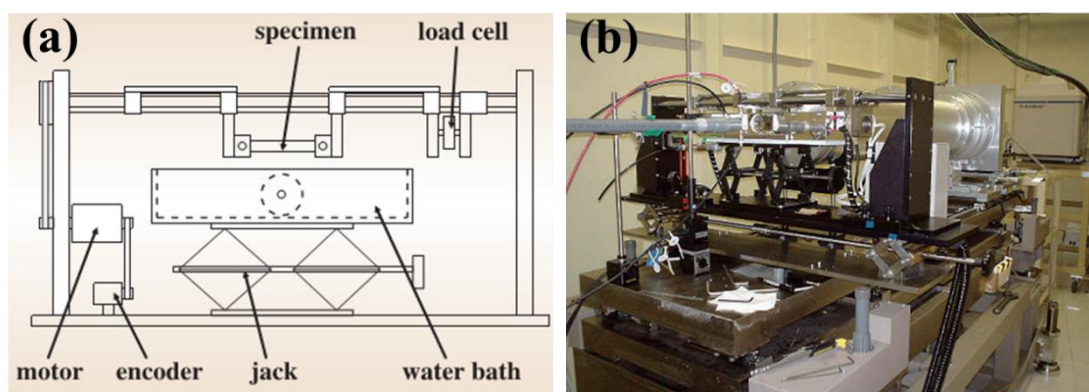 (a)
specimen
load cell
motor
encoder
jack
water bath
(b)